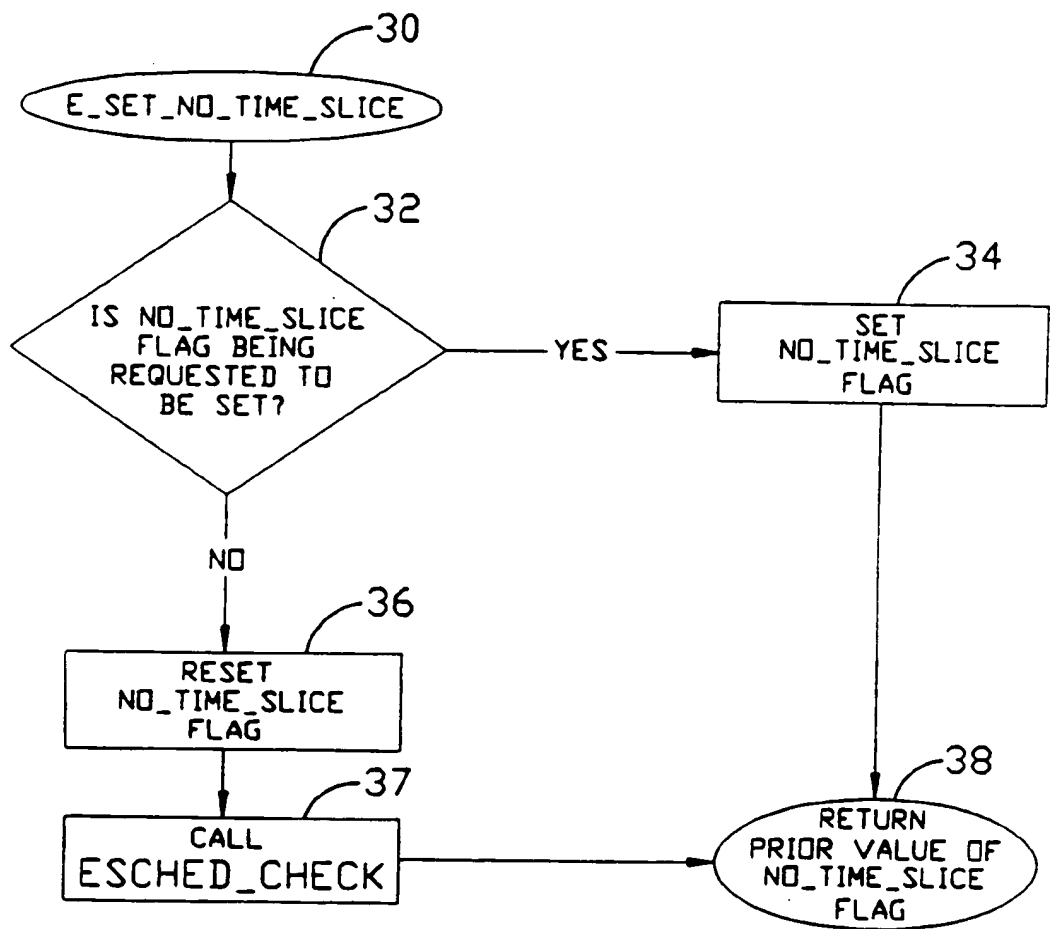 30
E_SET_NO_TIME_SLICE
32
IS NO_TIME_SLICE
FLAG BEING
REQUESTED TO
BE SET?
YES
34
SET
NO_TIME_SLICE
FLAG
NO
36
RESET
NO_TIME_SLICE
FLAG
37
CALL
ESCHED_CHECK
38
RETURN
PRIOR VALUE OF
NO_TIME_SLICE
FLAG